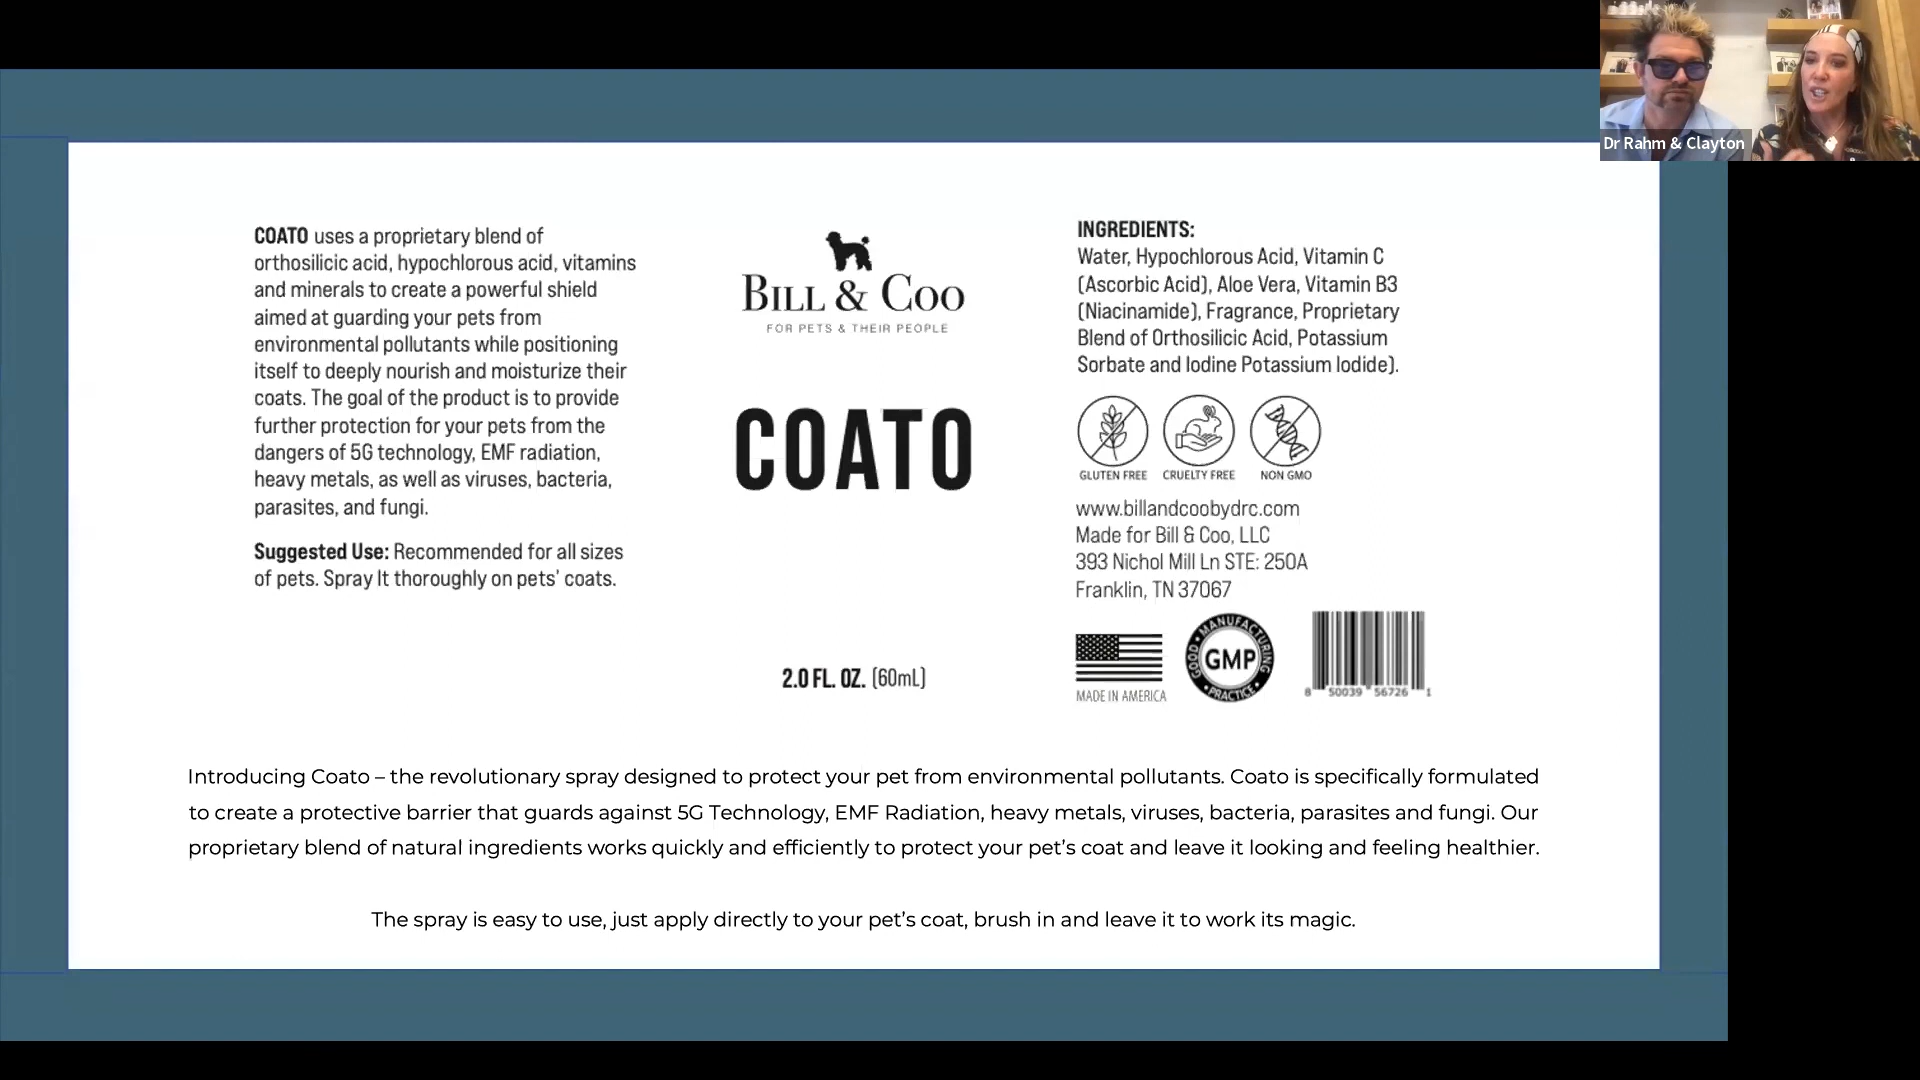 Dr Rahm & Clayton
COATO uses a proprietary blend of
orthosilicic acid, hypochlorous acid, vitamins
and minerals to create a powerful shield
aimed at guarding your pets from
environmental pollutants while positioning
itself to deeply nourish and moisturize their
coats. The goal of the product is to provide
further protection for your pets from the
dangers of 5G technology, EMF radiation,
heavy metals, as well as viruses, bacteria,
parasites, and fungi.
Suggested Use: Recommended for all sizes
of pets. Spray It thoroughly on pets' coats.
BILL & COO
FOR PETS & THEIR PEOPLE
COATO
2.0 FL. OZ. (60mL)
INGREDIENTS:
Water, Hypochlorous Acid, Vitamin C
(Ascorbic Acid), Aloe Vera, Vitamin B3
(Niacinamide), Fragrance, Proprietary
Blend of Orthosilicic Acid, Potassium
Sorbate and Iodine Potassium Iodide).
GLUTEN FREE CRUELTY FREE NON GMO
www.billandcoobydrc.com
Made for Bill & Coo, LLC
393 Nichol Mill Ln STE: 250A
Franklin, TN 37067
MADE IN AMERICA
GOOD MANUFACTURING PRACTICE
GMP
8 50039 56726 1
Introducing Coato – the revolutionary spray designed to protect your pet from environmental pollutants. Coato is specifically formulated
to create a protective barrier that guards against 5G Technology, EMF Radiation, heavy metals, viruses, bacteria, parasites and fungi. Our
proprietary blend of natural ingredients works quickly and efficiently to protect your pet's coat and leave it looking and feeling healthier.
The spray is easy to use, just apply directly to your pet's coat, brush in and leave it to work its magic.